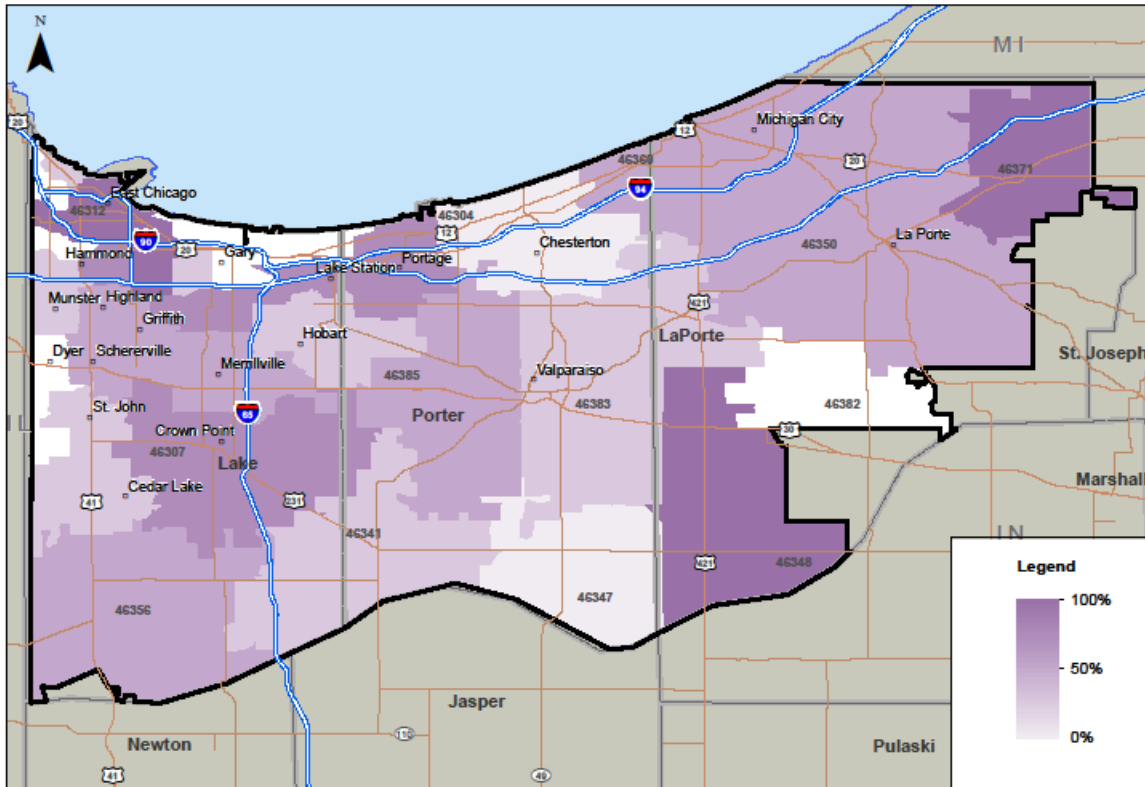 N
MI
20
12
Michigan City
46360
East Chicago
20
46371
46312
94
46304
12
90
20
Chesterton
46350
La Porte
Hammond
Gary
Portage
Lake Station
Munster
Highland
421
Griffith
Hobart
LaPorte
St. Joseph
Dyer
Schererville
Merrillville
46385
Valparaiso
46383
46382
St. John
65
Porter
30
IL
Crown Point
46307
Lake
Marshall
Cedar Lake
41
231
46341
IN
421
46348
Legend
46347
46356
100%
50%
0%
Jasper
Newton
110
Pulaski
41
49